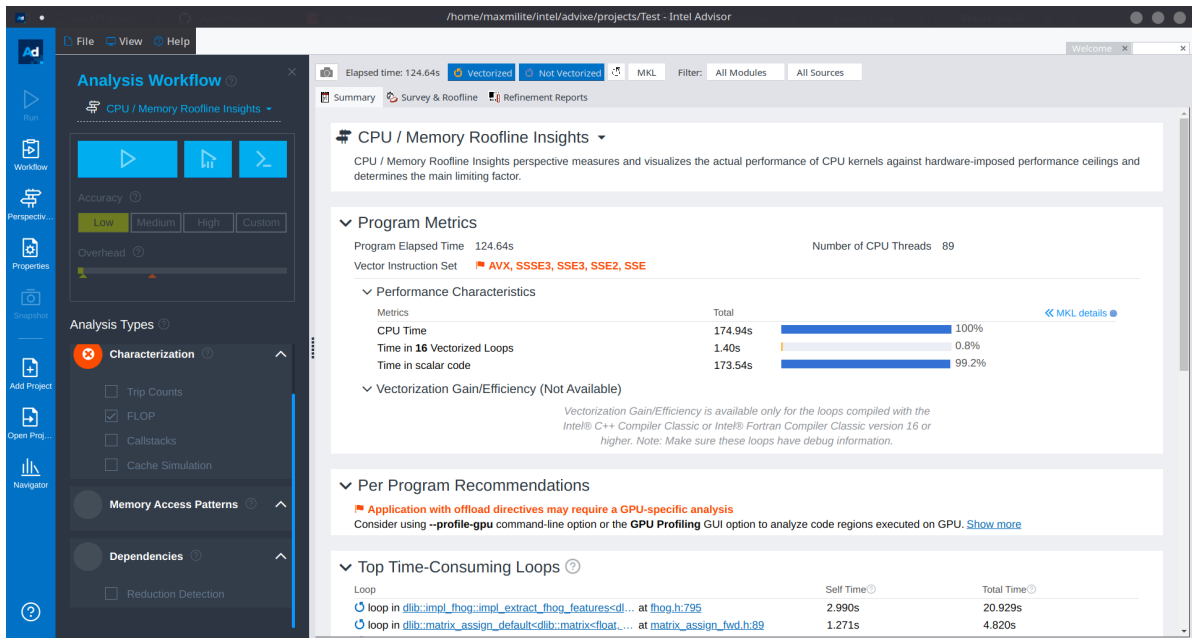 /home/maxmilite/intel/advixe/projects/Test - Intel Advisor
Ad
File View Help
Welcome
Run
Workflow
Perspectiv...
Properties
Snapshot
Add Project
Open Proj...
Navigator
Analysis Workflow
CPU / Memory Roofline Insights
Accuracy
Low Medium High Custom
Overhead
Analysis Types
Characterization
Trip Counts
FLOP
Callstacks
Cache Simulation
Memory Access Patterns
Dependencies
Reduction Detection
Elapsed time: 124.64s Vectorized Not Vectorized MKL Filter: All Modules All Sources
Summary Survey & Roofline Refinement Reports
CPU / Memory Roofline Insights
CPU / Memory Roofline Insights perspective measures and visualizes the actual performance of CPU kernels against hardware-imposed performance ceilings and
determines the main limiting factor.
Program Metrics
Program Elapsed Time 124.64s Number of CPU Threads 89
Vector Instruction Set AVX, SSSE3, SSE3, SSE2, SSE
Performance Characteristics
Metrics Total MKL details
CPU Time 174.94s 100%
Time in 16 Vectorized Loops 1.40s 0.8%
Time in scalar code 173.54s 99.2%
Vectorization Gain/Efficiency (Not Available)
Vectorization Gain/Efficiency is available only for the loops compiled with the
Intel® C++ Compiler Classic or Intel® Fortran Compiler Classic version 16 or
higher. Note: Make sure these loops have debug information.
Per Program Recommendations
Application with offload directives may require a GPU-specific analysis
Consider using --profile-gpu command-line option or the GPU Profiling GUI option to analyze code regions executed on GPU. Show more
Top Time-Consuming Loops
Loop Self Time Total Time
loop in dlib::impl_fhog::impl_extract_fhog_features<dl... at fhog.h:795 2.990s 20.929s
loop in dlib::matrix_assign_default<dlib::matrix<float, ... at matrix_assign_fwd.h:89 1.271s 4.820s